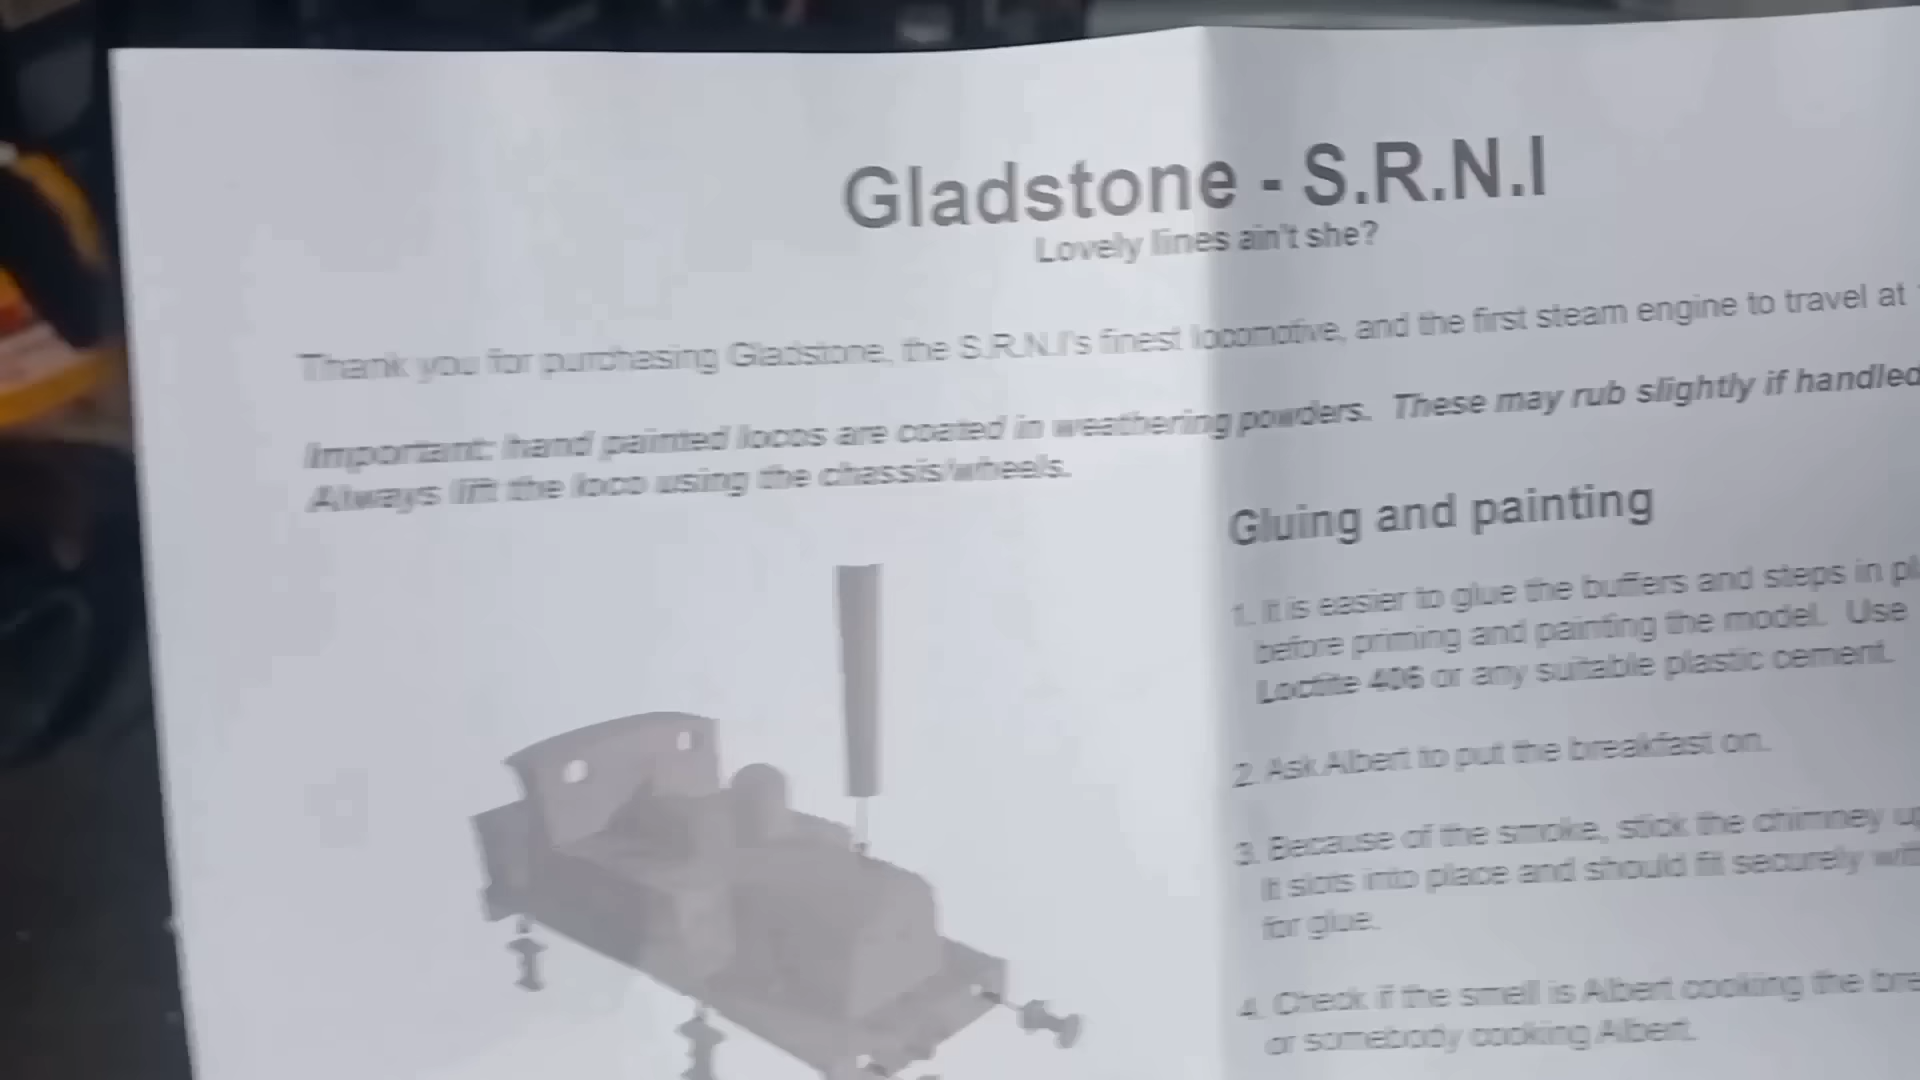 Gladstone - S.R.N.I
Lovely lines ain't she?
Thank you for purchasing Gladstone, the S.R.N.I's finest locomotive, and the first steam engine to travel at
Important: hand painted locos are coated in weathering powders. These may rub slightly if handled
Always lift the loco using the chassis/wheels.
Gluing and painting
1. It is easier to glue the buffers and steps in
before priming and painting the model. Use
Loctite 406 or any suitable plastic cement.
2. Ask Albert to put the breakfast on.
3. Because of the smoke, stick the chimney
It slots into place and should fit securely
for glue.
4. Check if the smell is Albert cooking the
or somebody cooking Albert.